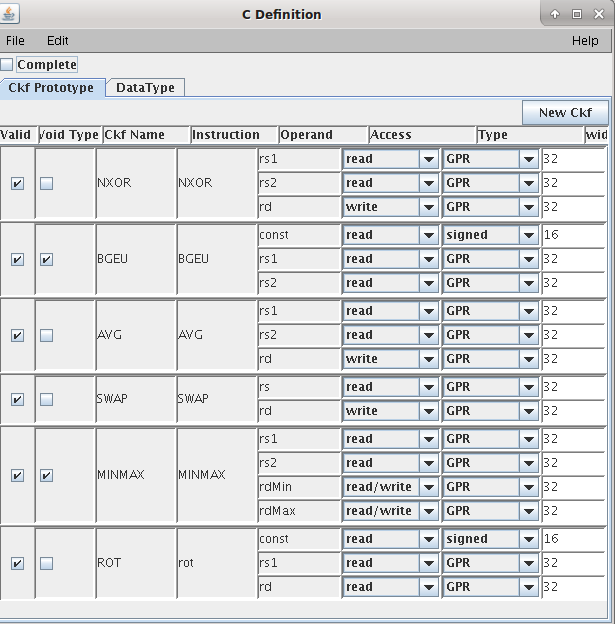 C Definition
File Edit Help
Complete
Ckf Prototype DataType
New Ckf
Valid Void Type Ckf Name Instruction Operand Access Type wid
NXOR NXOR rs1 read GPR 32
rs2 read GPR 32
rd write GPR 32
BGEU BGEU const read signed 16
rs1 read GPR 32
rs2 read GPR 32
AVG AVG rs1 read GPR 32
rs2 read GPR 32
rd write GPR 32
SWAP SWAP rs read GPR 32
rd write GPR 32
MINMAX MINMAX rs1 read GPR 32
rs2 read GPR 32
rdMin read/write GPR 32
rdMax read/write GPR 32
ROT rot const read signed 16
rs1 read GPR 32
rd read GPR 32